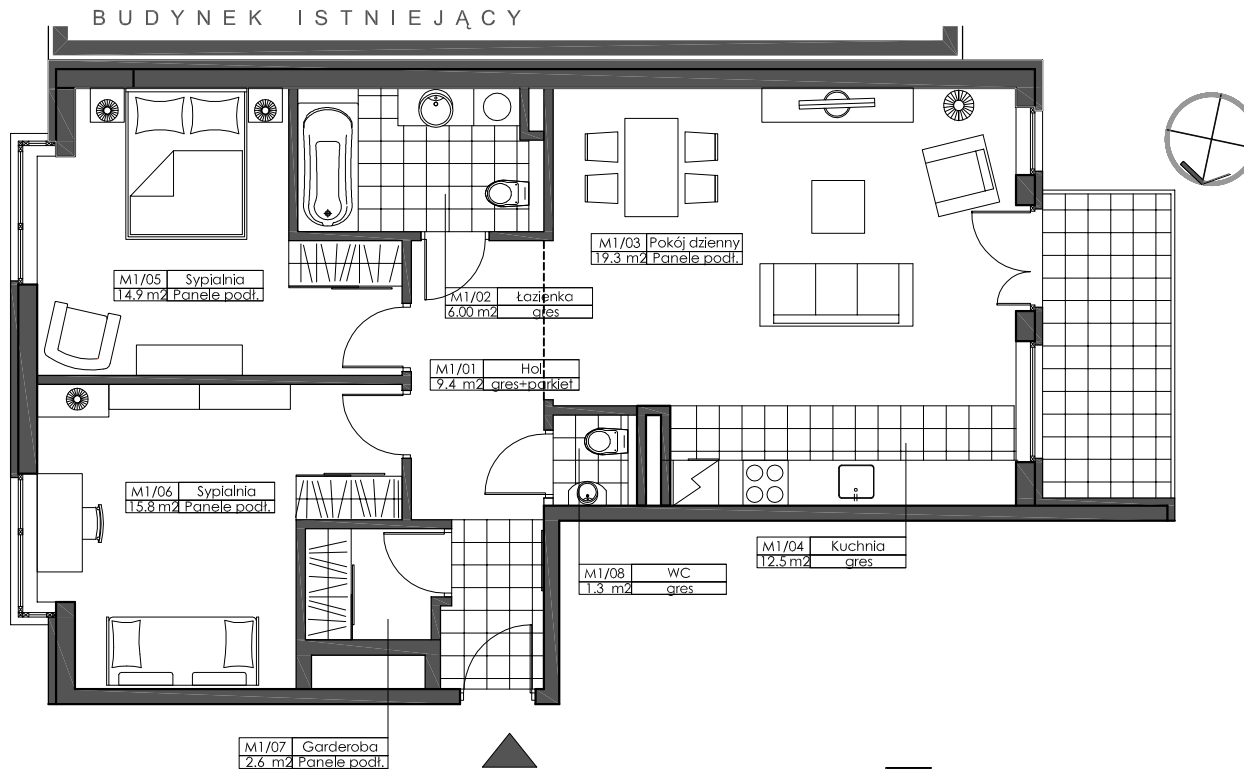 BUDYNEK ISTNIEJĄCY
M1/03 Pokój dzienny
19.3 m2 Panele podł.
M1/05 Sypialnia
14.9 m2 Panele podł.
M1/02 Łazienka
6.00 m2 gres
M1/01 Hol
9.4 m2 gres+parkiet
M1/06 Sypialnia
15.8 m2 Panele podł.
M1/04 Kuchnia
12.5 m2 gres
M1/08 WC
1.3 m2 gres
M1/07 Garderoba
2.6 m2 Panele podł.